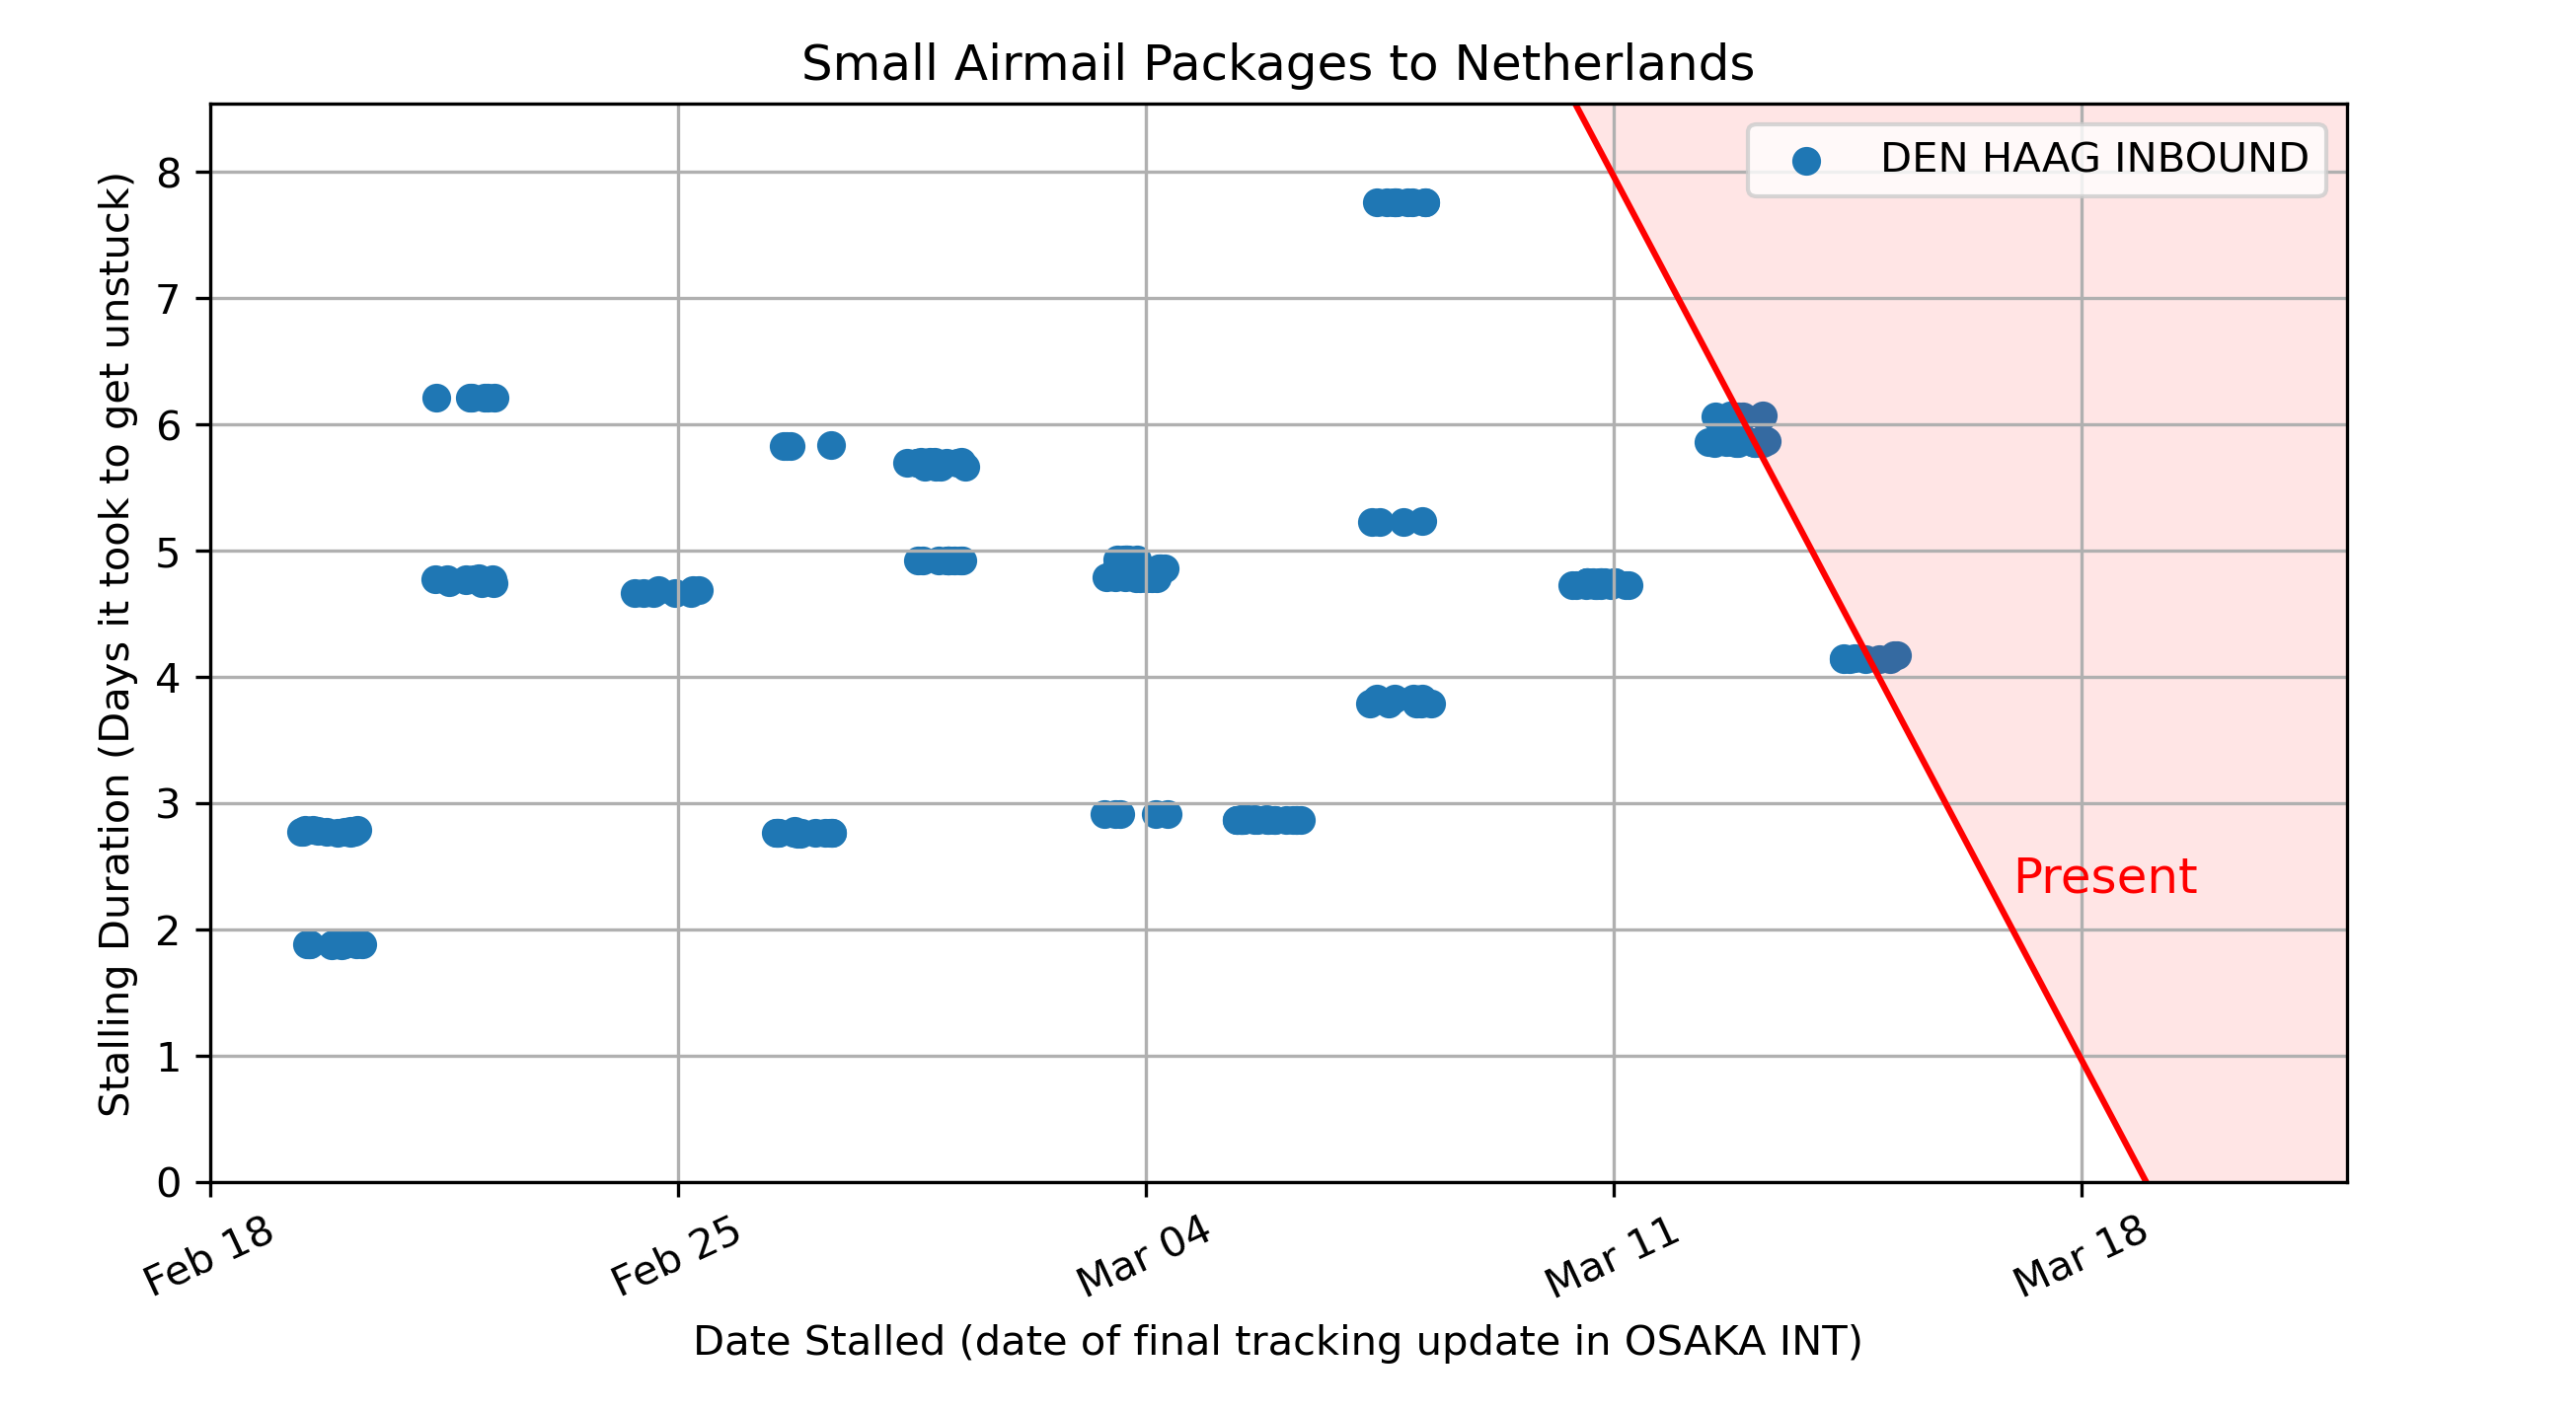 Small Airmail Packages to Netherlands
DEN HAAG INBOUND
Stalling Duration (Days it took to get unstuck)
8
7
6
5
4
3
2
1
0
Present
Feb 18
Feb 25
Mar 04
Mar 11
Mar 18
Date Stalled (date of final tracking update in OSAKA INT)